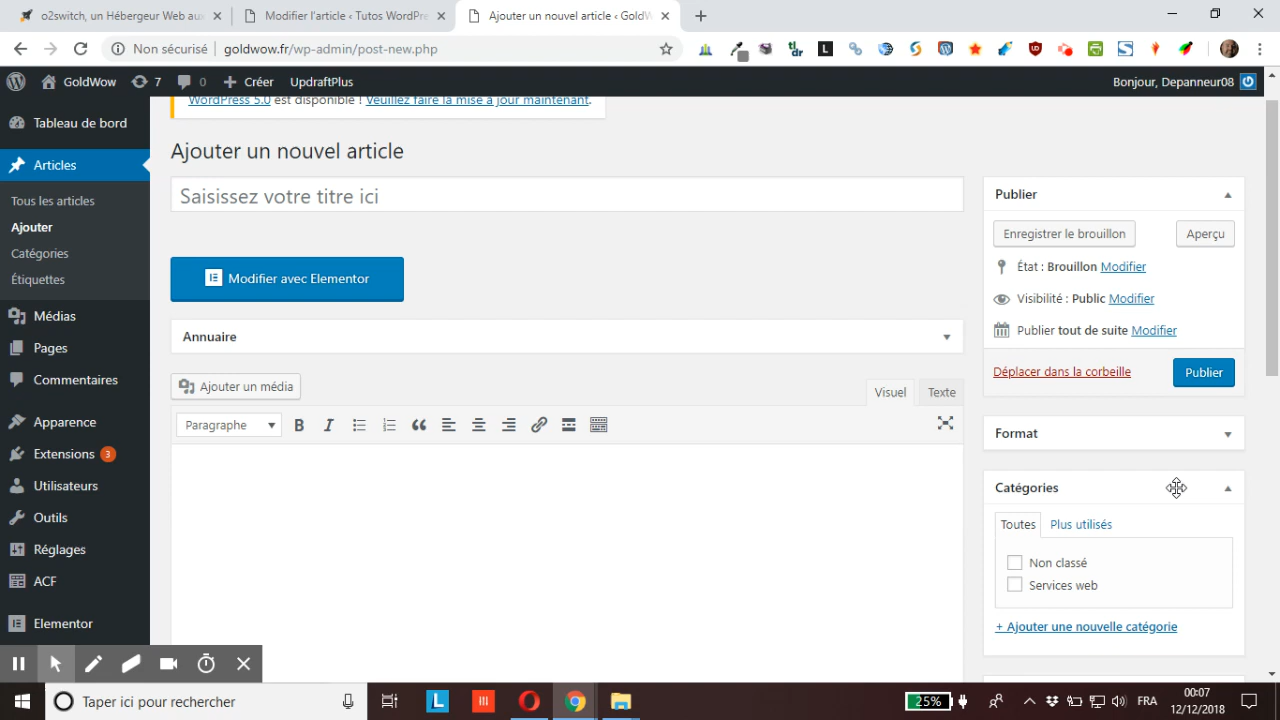 o2switch, un Hébergeur Web aux
Modifier l'article ‹ Tutos WordPre
Ajouter un nouvel article ‹ GoldW
Non sécurisé
goldwow.fr/wp-admin/post-new.php
GoldWow
7
0
Créer
UpdraftPlus
Bonjour, Depanneur08
WordPress 5.0 est disponible ! Veuillez faire la mise à jour maintenant.
Tableau de bord
Articles
Tous les articles
Ajouter
Catégories
Étiquettes
Médias
Pages
Commentaires
Apparence
Extensions 3
Utilisateurs
Outils
Réglages
ACF
Elementor
Ajouter un nouvel article
Saisissez votre titre ici
Modifier avec Elementor
Annuaire
Ajouter un média
Visuel
Texte
Paragraphe
B I
Publier
Enregistrer le brouillon
Aperçu
État : Brouillon Modifier
Visibilité : Public Modifier
Publier tout de suite Modifier
Déplacer dans la corbeille
Publier
Format
Catégories
Toutes
Plus utilisés
Non classé
Services web
+ Ajouter une nouvelle catégorie
Taper ici pour rechercher
25%
FRA
00:07
12/12/2018